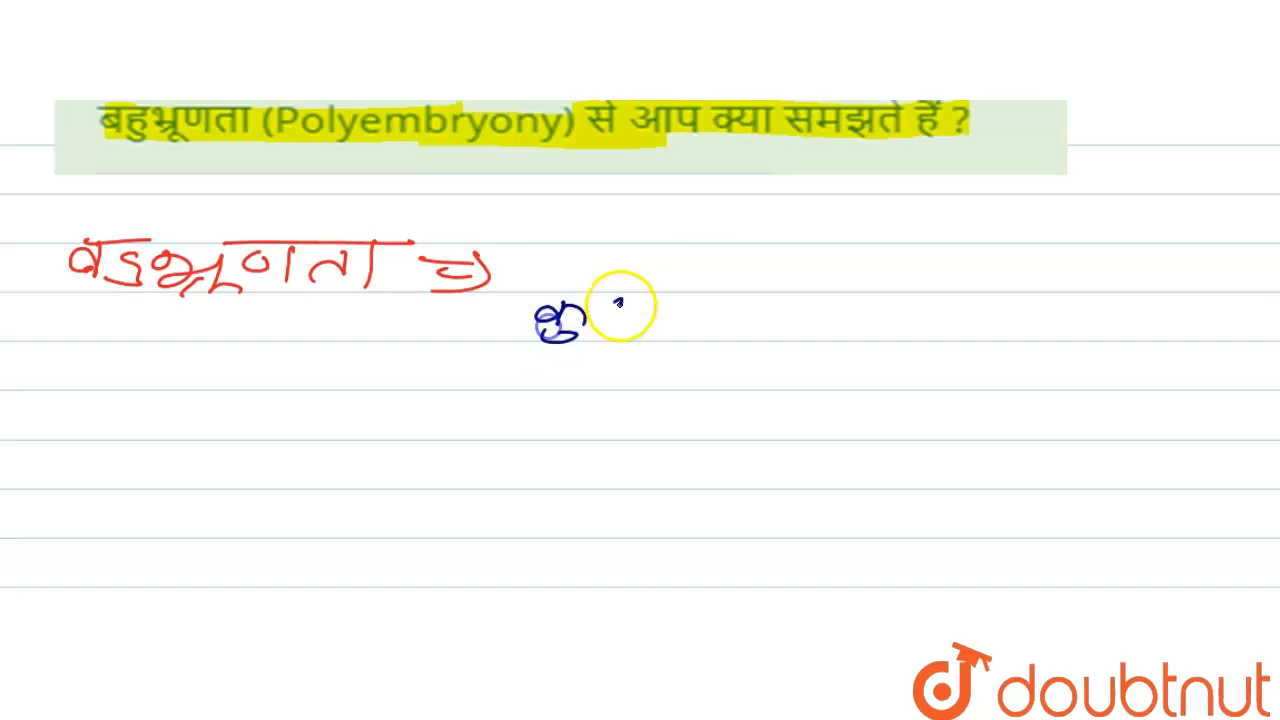 बहुभ्रूणता (Polyembryony) से आप क्या समझते हैं ?
बहुभ्रूणता ⇒
doubtnut